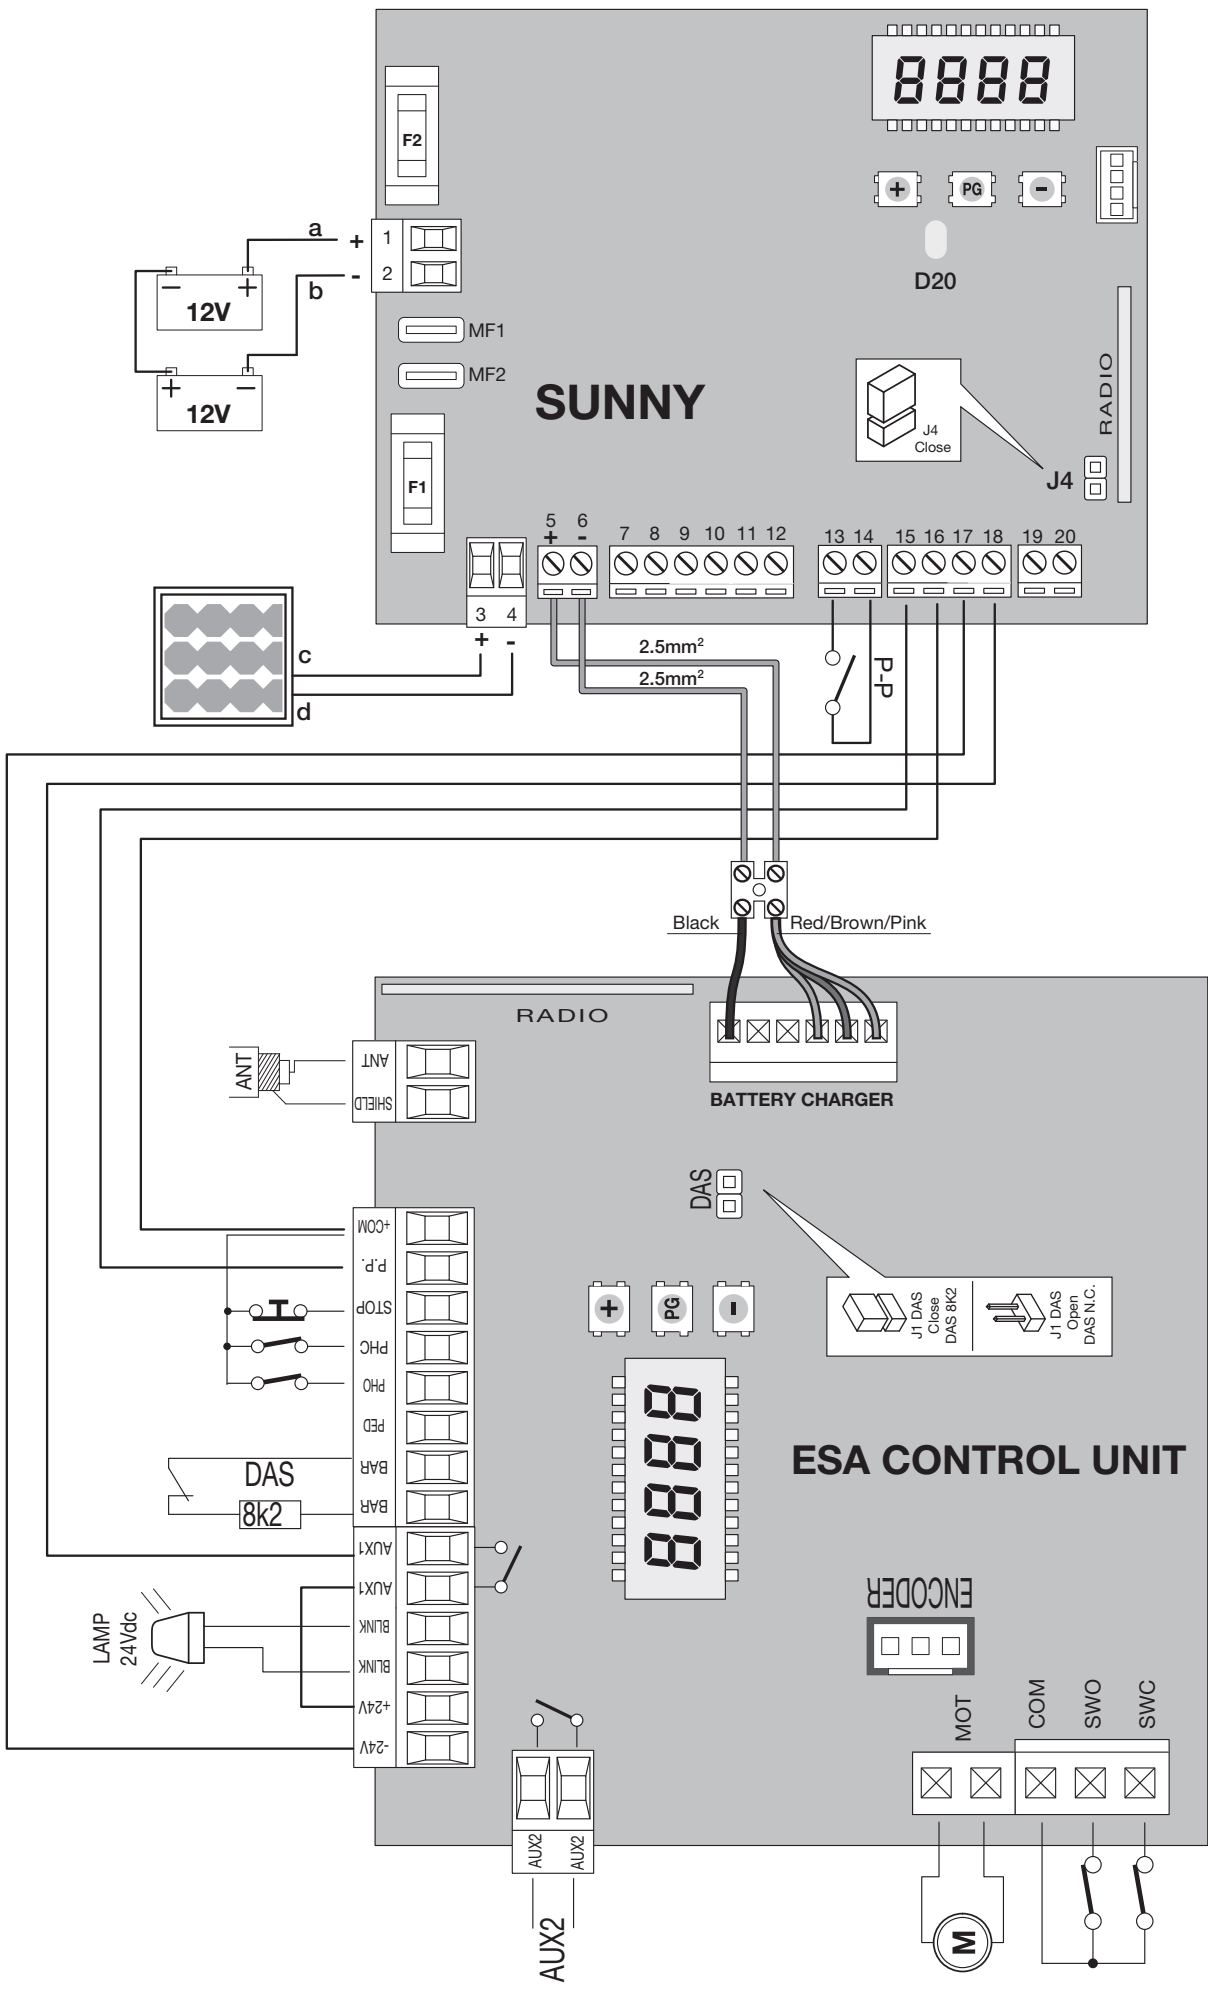 8888
F2
+ PG -
D20
a
+ 1
b
- 2
- +
12V
+ -
12V
MF1
MF2
SUNNY
RADIO
J4
Close
J4
F1
5 6 7 8 9 10 11 12 13 14 15 16 17 18 19 20
+ -
3 4
+ -
c
d
2.5mm²
2.5mm²
P-P
Black
Red/Brown/Pink
RADIO
ANT
ANT
SHIELD
BATTERY CHARGER
DAS
+COM
P.P.
STOP
PHC
PHO
PED
BAR
BAR
DAS
8k2
AUX1
AUX1
BLINK
BLINK
+24V
-24V
LAMP
24Vdc
+ PG -
J1 DAS
Close
DAS 8K2
J1 DAS
Open
DAS N.C.
8888
ESA CONTROL UNIT
ENCODER
MOT
COM
SWO
SWC
AUX2
AUX2
AUX2
M